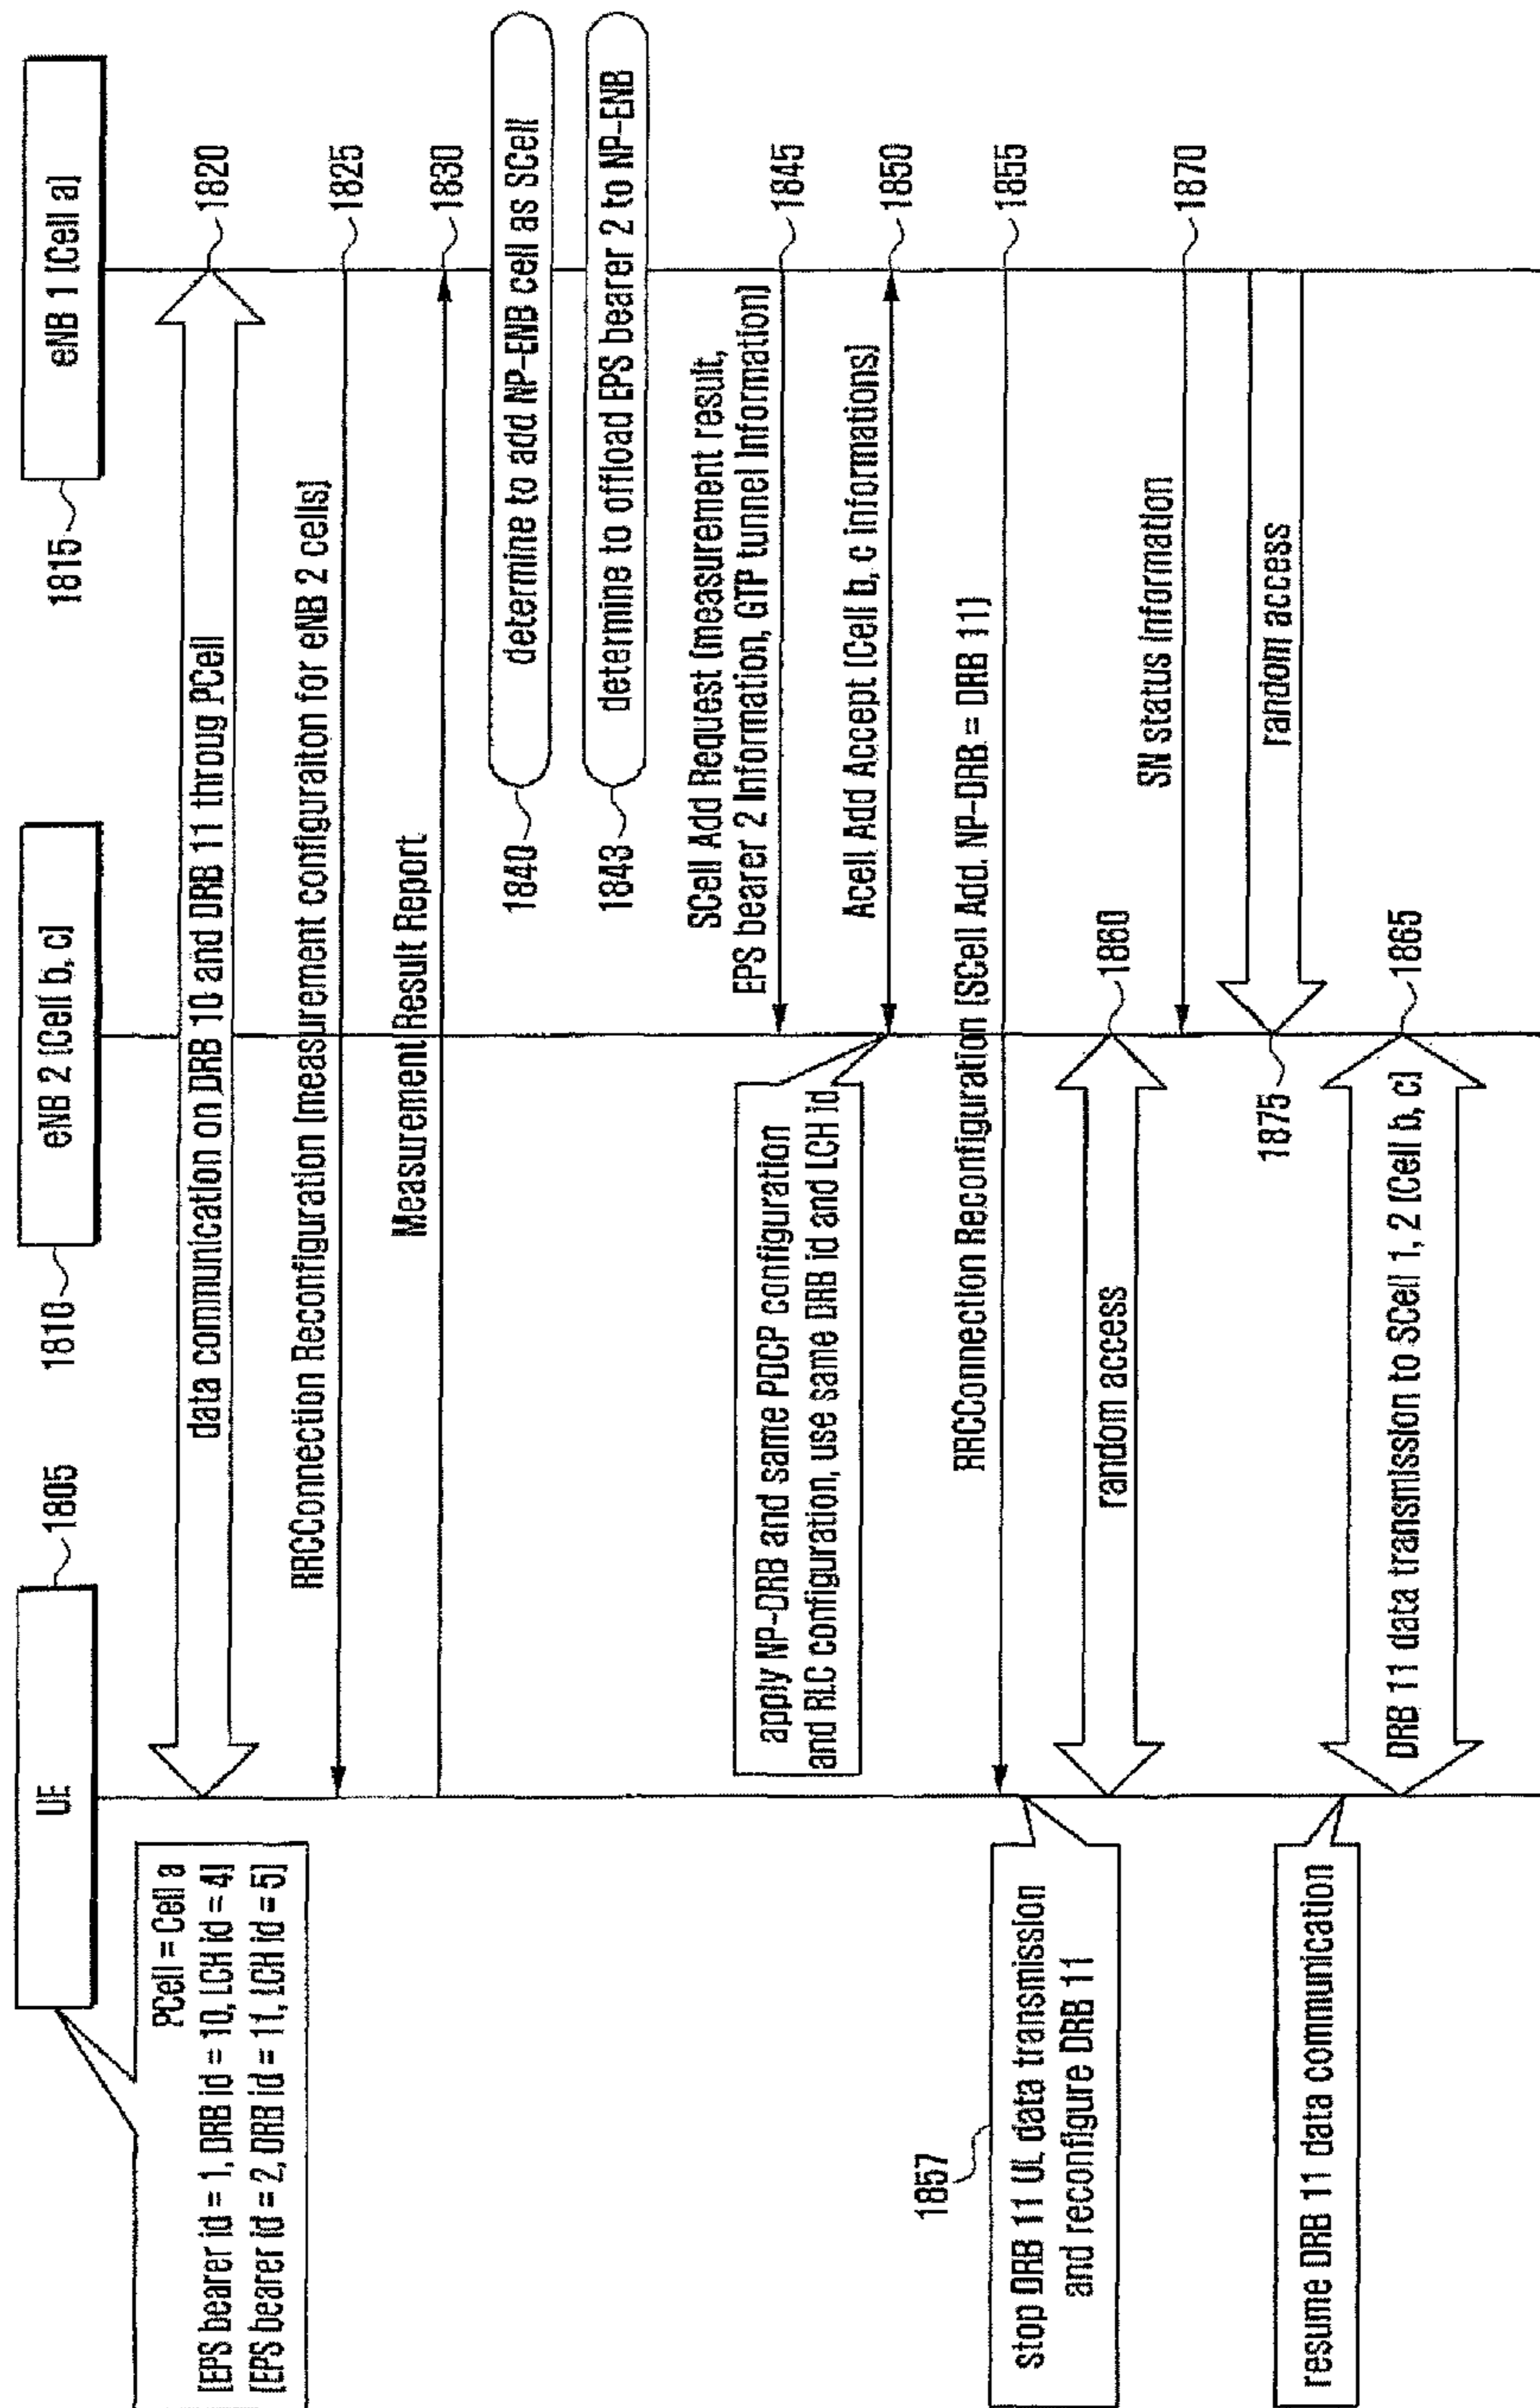 UE
1805
1810
eNB 2 [Cell b, c]
1815
eNB 1 [Cell a]
PCell = Cell a
[EPS bearer id = 1, DRB id = 10, LCH id = 4]
[EPS bearer id = 2, DRB id = 11, LCH id = 5]
data communication on DRB 10 and DRB 11 throug PCell
1820
RRCConnection Reconfiguration [measurement configuraiton for eNB 2 cells]
1825
Measurement Result Report
1830
1840
determine to add NP-ENB cell as SCell
1843
determine to offload EPS bearer 2 to NP-ENB
SCell Add Request [measurement result,
EPS bearer 2 Information, GTP tunnel Information]
1845
apply NP-DRB and same PDCP configuration
and RLC configuration, use same DRB id and LCH id
Acell Add Accept [Cell b, c informations]
1850
RRCConnection Reconfiguration [SCell Add. NP-DRB = DRB 11]
1855
1857
stop DRB 11 UL data transmission
and reconfigure DRB 11
random access
1860
SN status information
1870
random access
1875
resume DRB 11 data communication
DRB 11 data transmission to SCell 1, 2 [Cell b, c]
1865